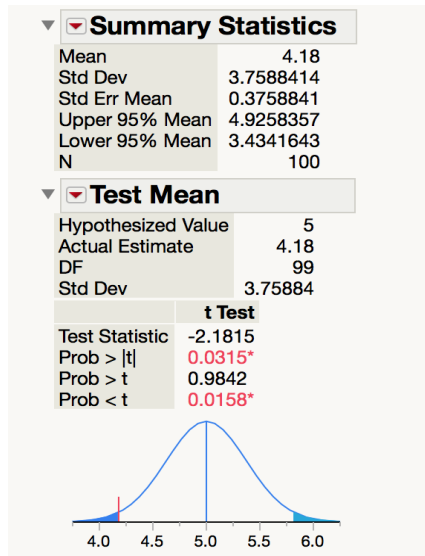 Summary Statistics
Mean 4.18
Std Dev 3.7588414
Std Err Mean 0.3758841
Upper 95% Mean 4.9258357
Lower 95% Mean 3.4341643
N 100
Test Mean
Hypothesized Value 5
Actual Estimate 4.18
DF 99
Std Dev 3.75884
t Test
Test Statistic -2.1815
Prob > |t| 0.0315*
Prob > t 0.9842
Prob < t 0.0158*
4.0 4.5 5.0 5.5 6.0